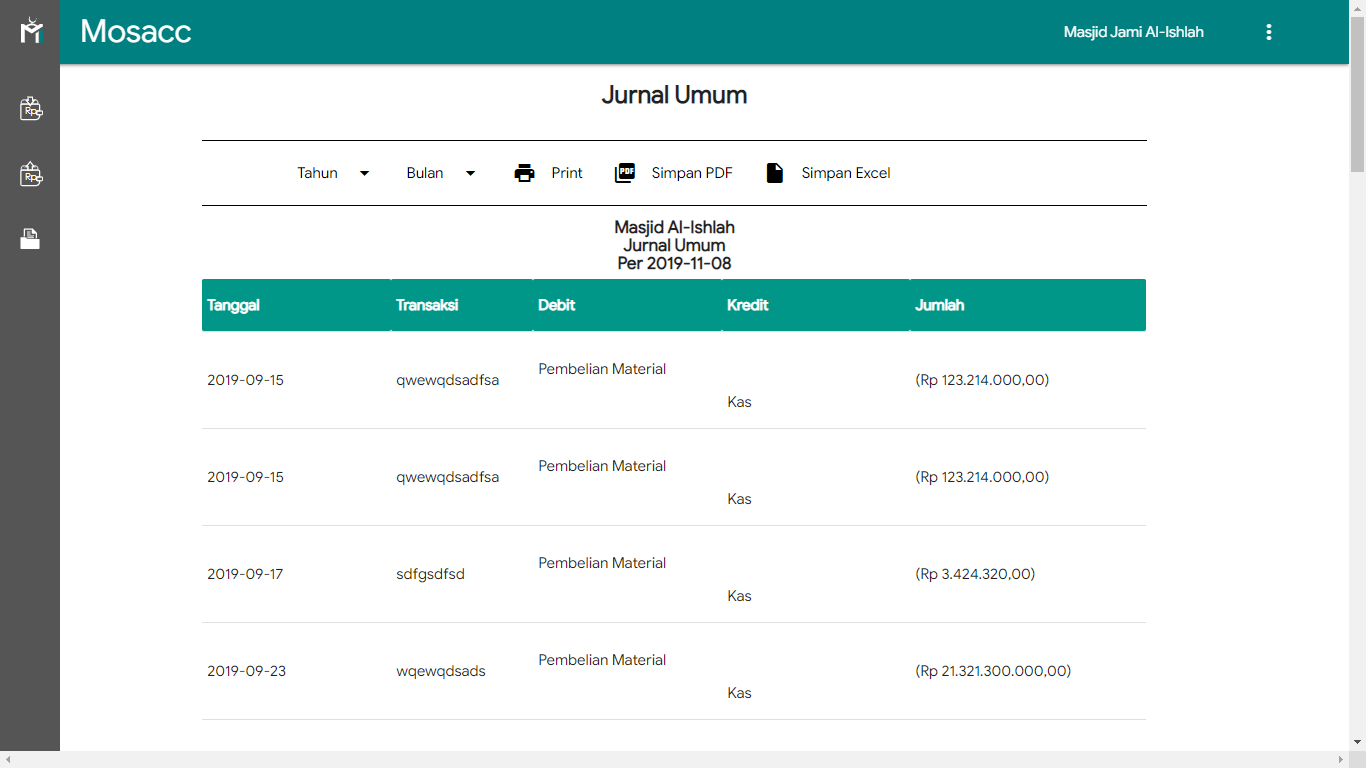 Mosacc
Masjid Jami Al-Ishlah
Jurnal Umum
Tahun Bulan Print PDF Simpan PDF Simpan Excel
Masjid Al-Ishlah
Jurnal Umum
Per 2019-11-08
Tanggal Transaksi Debit Kredit Jumlah
Pembelian Material
2019-09-15 qwewqdsadfsa (Rp 123.214.000,00)
Kas
Pembelian Material
2019-09-15 qwewqdsadfsa (Rp 123.214.000,00)
Kas
Pembelian Material
2019-09-17 sdfgsdfsd (Rp 3.424.320,00)
Kas
Pembelian Material
2019-09-23 wqewqdsads (Rp 21.321.300.000,00)
Kas
Rp
Rp